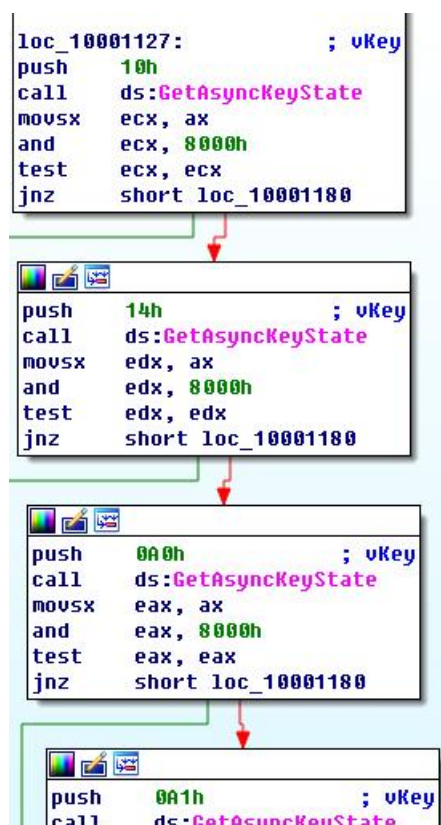 loc_10001127: ; vKey
push 10h
call ds:GetAsyncKeyState
movsx ecx, ax
and ecx, 8000h
test ecx, ecx
jnz short loc_10001180
push 14h ; vKey
call ds:GetAsyncKeyState
movsx edx, ax
and edx, 8000h
test edx, edx
jnz short loc_10001180
push 0A0h ; vKey
call ds:GetAsyncKeyState
movsx eax, ax
and eax, 8000h
test eax, eax
jnz short loc_10001180
push 0A1h ; vKey
call ds:GetAsyncKeyState